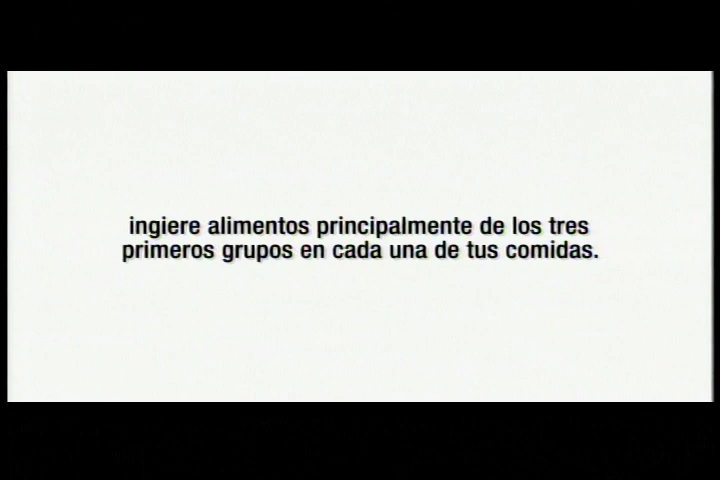 ingiere alimentos principalmente de los tres
primeros grupos en cada una de tus comidas.